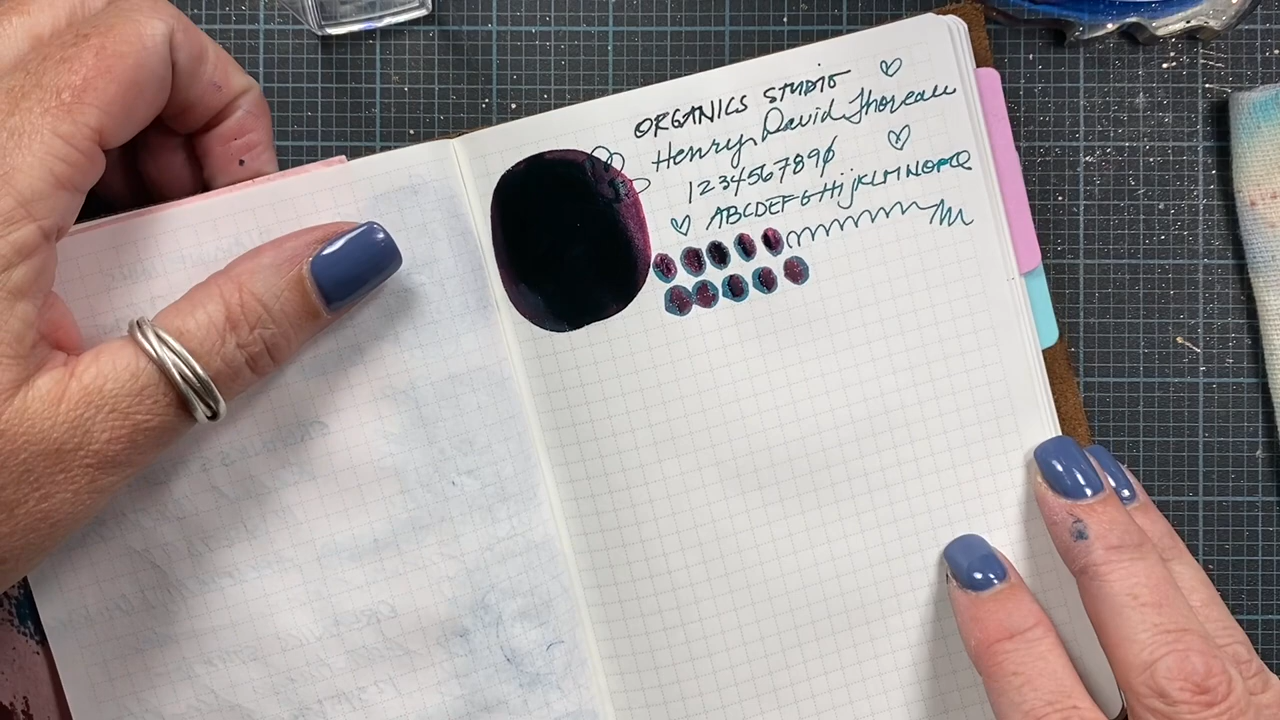 ORGANICS STUDIO
Henry David Thoreau
1234567890
ABCDEFGHijKLMNOPQ